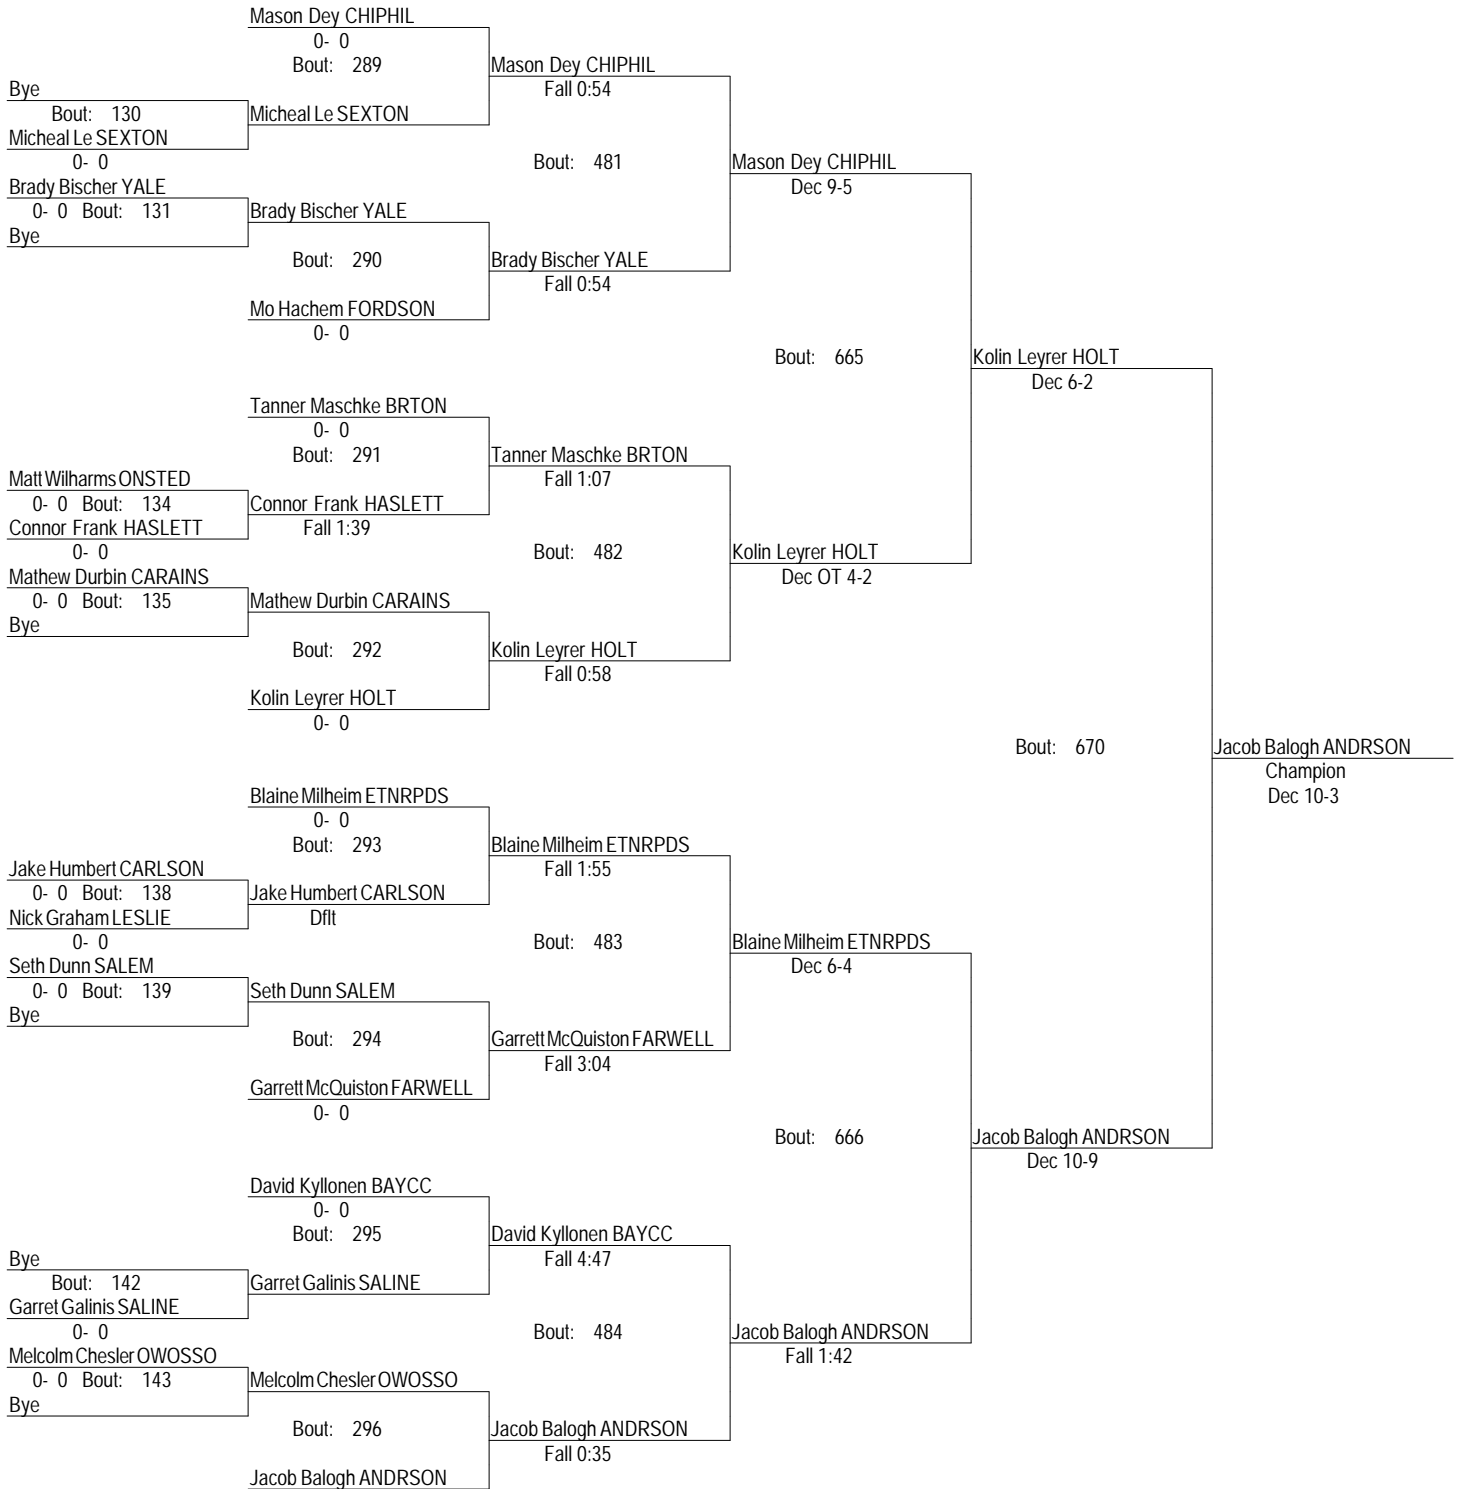 Mason Dey CHIPHIL
0- 0
Bout: 289
Mason Dey CHIPHIL
Fall 0:54
Bye
Bout: 130
Micheal Le SEXTON
Micheal Le SEXTON
0- 0
Bout: 481
Mason Dey CHIPHIL
Dec 9-5
Brady Bischer YALE
0- 0 Bout: 131
Brady Bischer YALE
Bye
Bout: 290
Brady Bischer YALE
Fall 0:54
Mo Hachem FORDSON
0- 0
Bout: 665
Kolin Leyrer HOLT
Dec 6-2
Tanner Maschke BRTON
0- 0
Bout: 291
Tanner Maschke BRTON
Fall 1:07
Matt Wilharms ONSTED
0- 0 Bout: 134
Connor Frank HASLETT
Connor Frank HASLETT
Fall 1:39
0- 0
Bout: 482
Kolin Leyrer HOLT
Dec OT 4-2
Mathew Durbin CARAINS
0- 0 Bout: 135
Mathew Durbin CARAINS
Bye
Bout: 292
Kolin Leyrer HOLT
Fall 0:58
Kolin Leyrer HOLT
0- 0
Bout: 670
Jacob Balogh ANDRSON
Champion
Dec 10-3
Blaine Milheim ETNRPDS
0- 0
Bout: 293
Blaine Milheim ETNRPDS
Fall 1:55
Jake Humbert CARLSON
0- 0 Bout: 138
Jake Humbert CARLSON
Dflt
Nick Graham LESLIE
0- 0
Bout: 483
Blaine Milheim ETNRPDS
Dec 6-4
Seth Dunn SALEM
0- 0 Bout: 139
Seth Dunn SALEM
Bye
Bout: 294
Garrett McQuiston FARWELL
Fall 3:04
Garrett McQuiston FARWELL
0- 0
Bout: 666
Jacob Balogh ANDRSON
Dec 10-9
David Kyllonen BAYCC
0- 0
Bout: 295
David Kyllonen BAYCC
Fall 4:47
Bye
Bout: 142
Garret Galinis SALINE
Garret Galinis SALINE
0- 0
Bout: 484
Jacob Balogh ANDRSON
Fall 1:42
Melcolm Chesler OWOSSO
0- 0 Bout: 143
Melcolm Chesler OWOSSO
Bye
Bout: 296
Jacob Balogh ANDRSON
Fall 0:35
Jacob Balogh ANDRSON